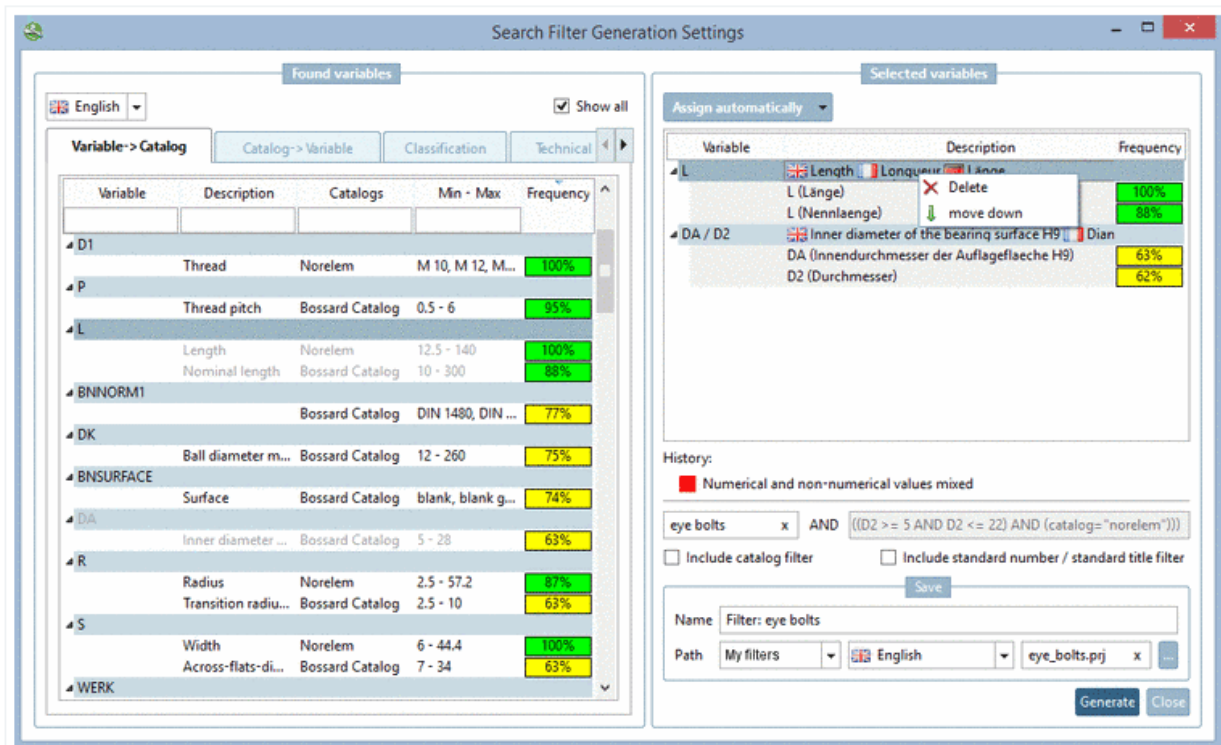 Search Filter Generation Settings
Found variables
English
Show all
Variable->Catalog Catalog->Variable Classification Technical
Variable Description Catalogs Min - Max Frequency
D1
Thread Norelem M 10, M 12, M... 100%
P
Thread pitch Bossard Catalog 0.5 - 6 95%
L
Length Norelem 12.5 - 140 100%
Nominal length Bossard Catalog 10 - 300 88%
BNNORM1
Bossard Catalog DIN 1480, DIN ... 77%
DK
Ball diameter m... Bossard Catalog 12 - 260 75%
BNSURFACE
Surface Bossard Catalog blank, blank g... 74%
DA
Inner diameter ... Bossard Catalog 5 - 28 63%
R
Radius Norelem 2.5 - 57.2 87%
Transition radiu... Bossard Catalog 2.5 - 10 63%
S
Width Norelem 6 - 44.4 100%
Across-flats-di... Bossard Catalog 7 - 34 63%
WERK
Selected variables
Assign automatically
Variable Description Frequency
L Length Longueur Länge
L (Länge) 100%
L (Nennlaenge) 88%
Delete
move down
DA / D2 Inner diameter of the bearing surface H9 Dian
DA (Innendurchmesser der Auflageflaeche H9) 63%
D2 (Durchmesser) 62%
History:
Numerical and non-numerical values mixed
eye bolts x AND ((D2 >= 5 AND D2 <= 22) AND (catalog="norelem")))
Include catalog filter Include standard number / standard title filter
Save
Name Filter: eye bolts
Path My filters English eye_bolts.prj x ...
Generate Close